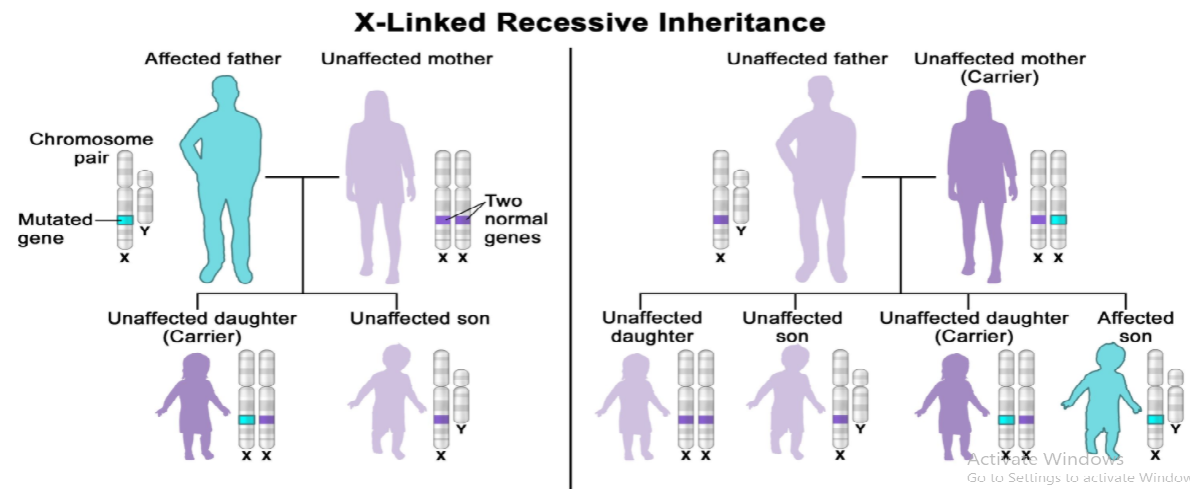 X-Linked Recessive Inheritance
Affected father
Unaffected mother
Chromosome
pair
Mutated
gene
Y
X
Two
normal
genes
X X
Unaffected daughter
(Carrier)
X X
Unaffected son
Y
X
Unaffected father
Unaffected mother
(Carrier)
Y
X
X X
Unaffected
daughter
X X
Unaffected
son
Y
X
Unaffected daughter
(Carrier)
X X
Affected
son
Y
X
Activate Windows
Go to Settings to activate Window